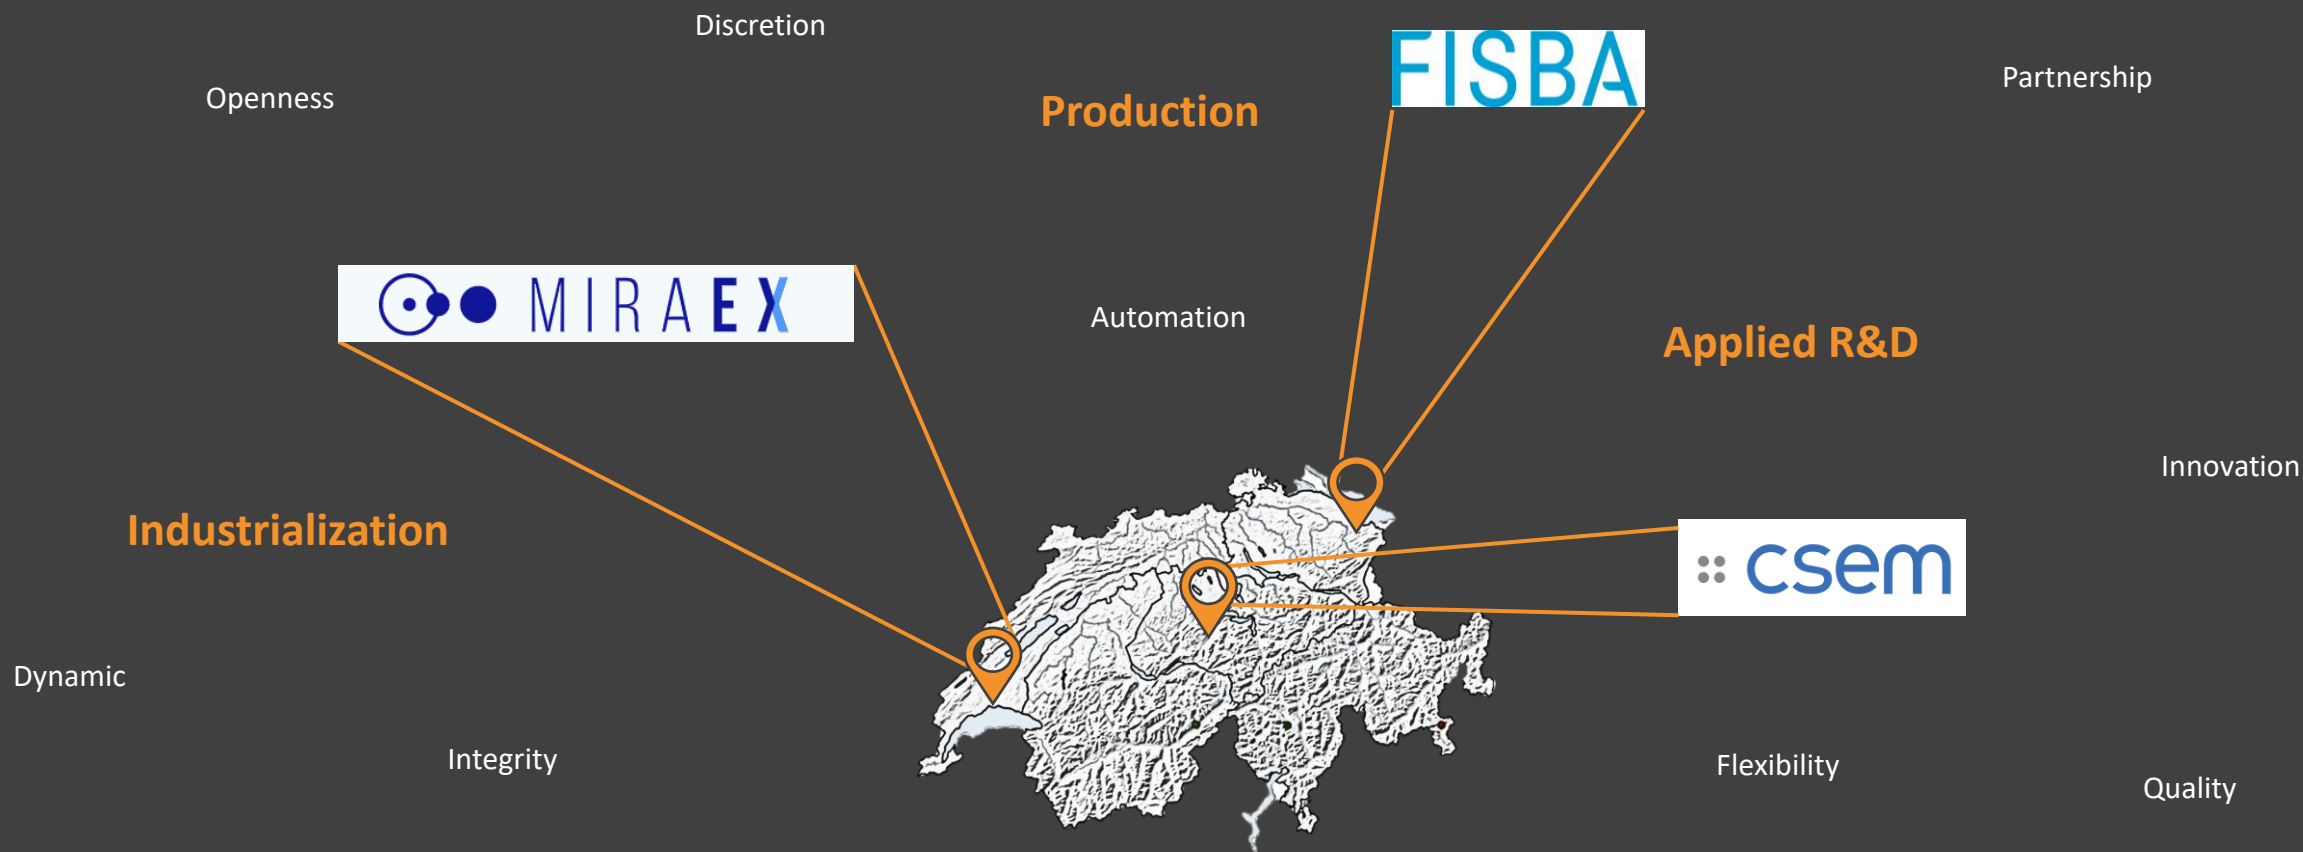 Discretion
FISBA
Partnership
Openness
Production
MIRAEX
Automation
Applied R&D
Innovation
Industrialization
csem
Dynamic
Integrity
Flexibility
Quality